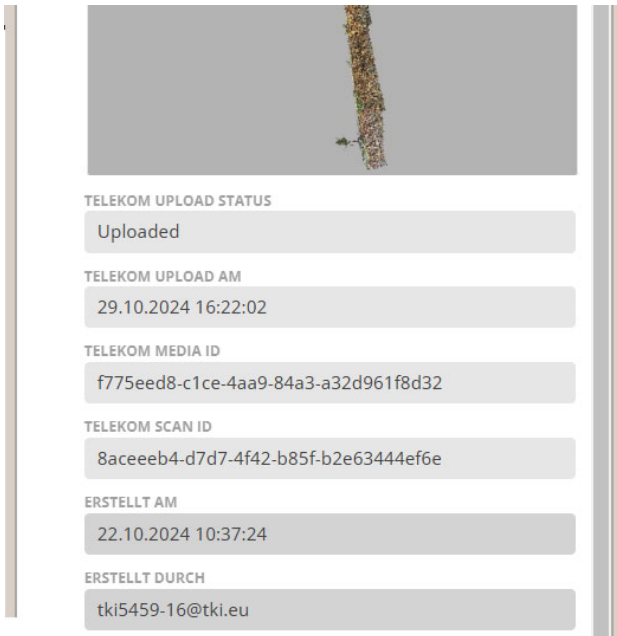 TELEKOM UPLOAD STATUS
Uploaded
TELEKOM UPLOAD AM
29.10.2024 16:22:02
TELEKOM MEDIA ID
f775eed8-c1ce-4aa9-84a3-a32d961f8d32
TELEKOM SCAN ID
8aceeeb4-d7d7-4f42-b85f-b2e63444ef6e
ERSTELLT AM
22.10.2024 10:37:24
ERSTELLT DURCH
tki5459-16@tki.eu